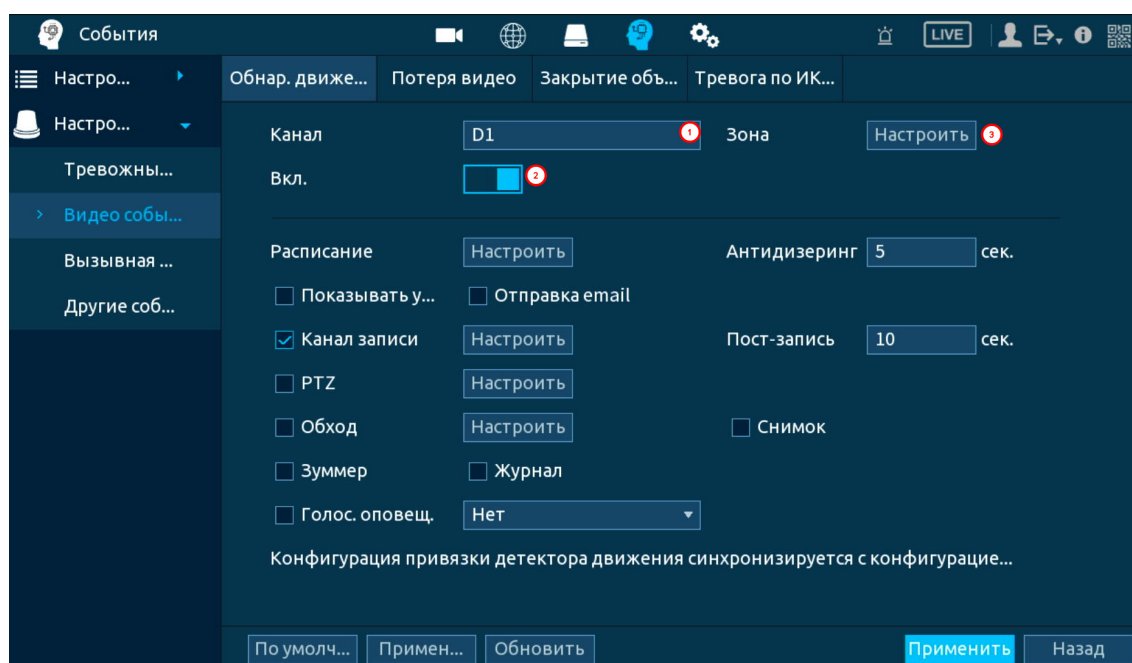 События LIVE
Настро... Обнар. движе... Потеря видео Закрытие объ... Тревога по ИК...
Настро... Канал D1 1 Зона Настроить 3
Тревожны... Вкл. 2
Видео собы...
Вызывная ... Расписание Настроить Антидизеринг 5 сек.
Другие соб... Показывать у... Отправка email
Канал записи Настроить Пост-запись 10 сек.
PTZ Настроить
Обход Настроить Снимок
Зуммер Журнал
Голос. оповещ. Нет
Конфигурация привязки детектора движения синхронизируется с конфигурацие...
По умолч... Примен... Обновить Применить Назад